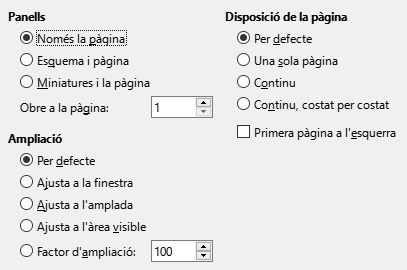 Panells
Només la pàgina
Esquema i pàgina
Miniatures i la pàgina
Obre a la pàgina: 1
Ampliació
Per defecte
Ajusta a la finestra
Ajusta a l'amplada
Ajusta a l'àrea visible
Factor d'ampliació: 100
Disposició de la pàgina
Per defecte
Una sola pàgina
Continu
Continu, costat per costat
Primera pàgina a l'esquerra